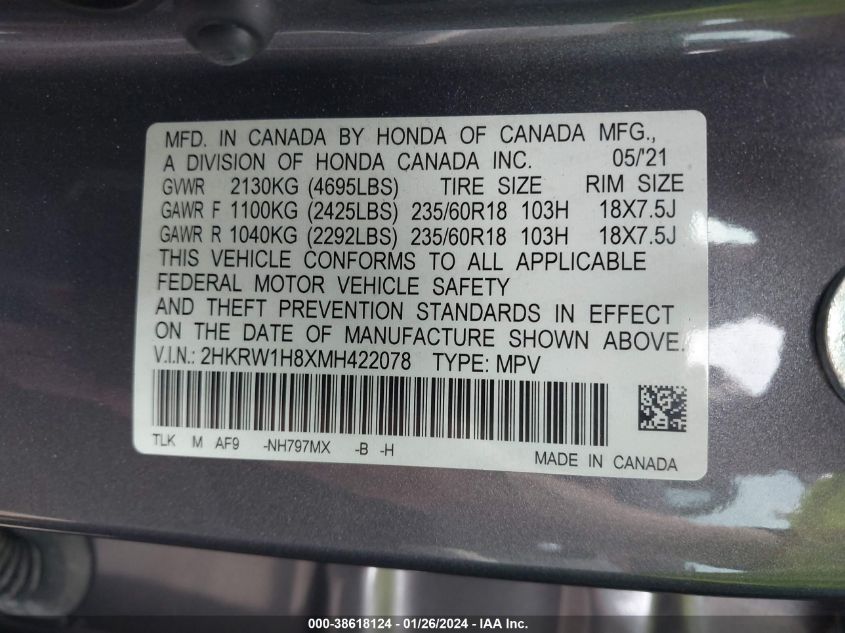 MFD. IN CANADA BY HONDA OF CANADA MFG.,
A DIVISION OF HONDA CANADA INC. 05/'21
GVWR 2130KG (4695LBS) TIRE SIZE RIM SIZE
GAWR F 1100KG (2425LBS) 235/60R18 103H 18X7.5J
GAWR R 1040KG (2292LBS) 235/60R18 103H 18X7.5J
THIS VEHICLE CONFORMS TO ALL APPLICABLE
FEDERAL MOTOR VEHICLE SAFETY
AND THEFT PREVENTION STANDARDS IN EFFECT
ON THE DATE OF MANUFACTURE SHOWN ABOVE.
V.I.N.: 2HKRW1H8XMH422078 TYPE: MPV
TLK M AF9 -NH797MX -B -H
MADE IN CANADA
000-38618124 - 01/26/2024 - IAA Inc.